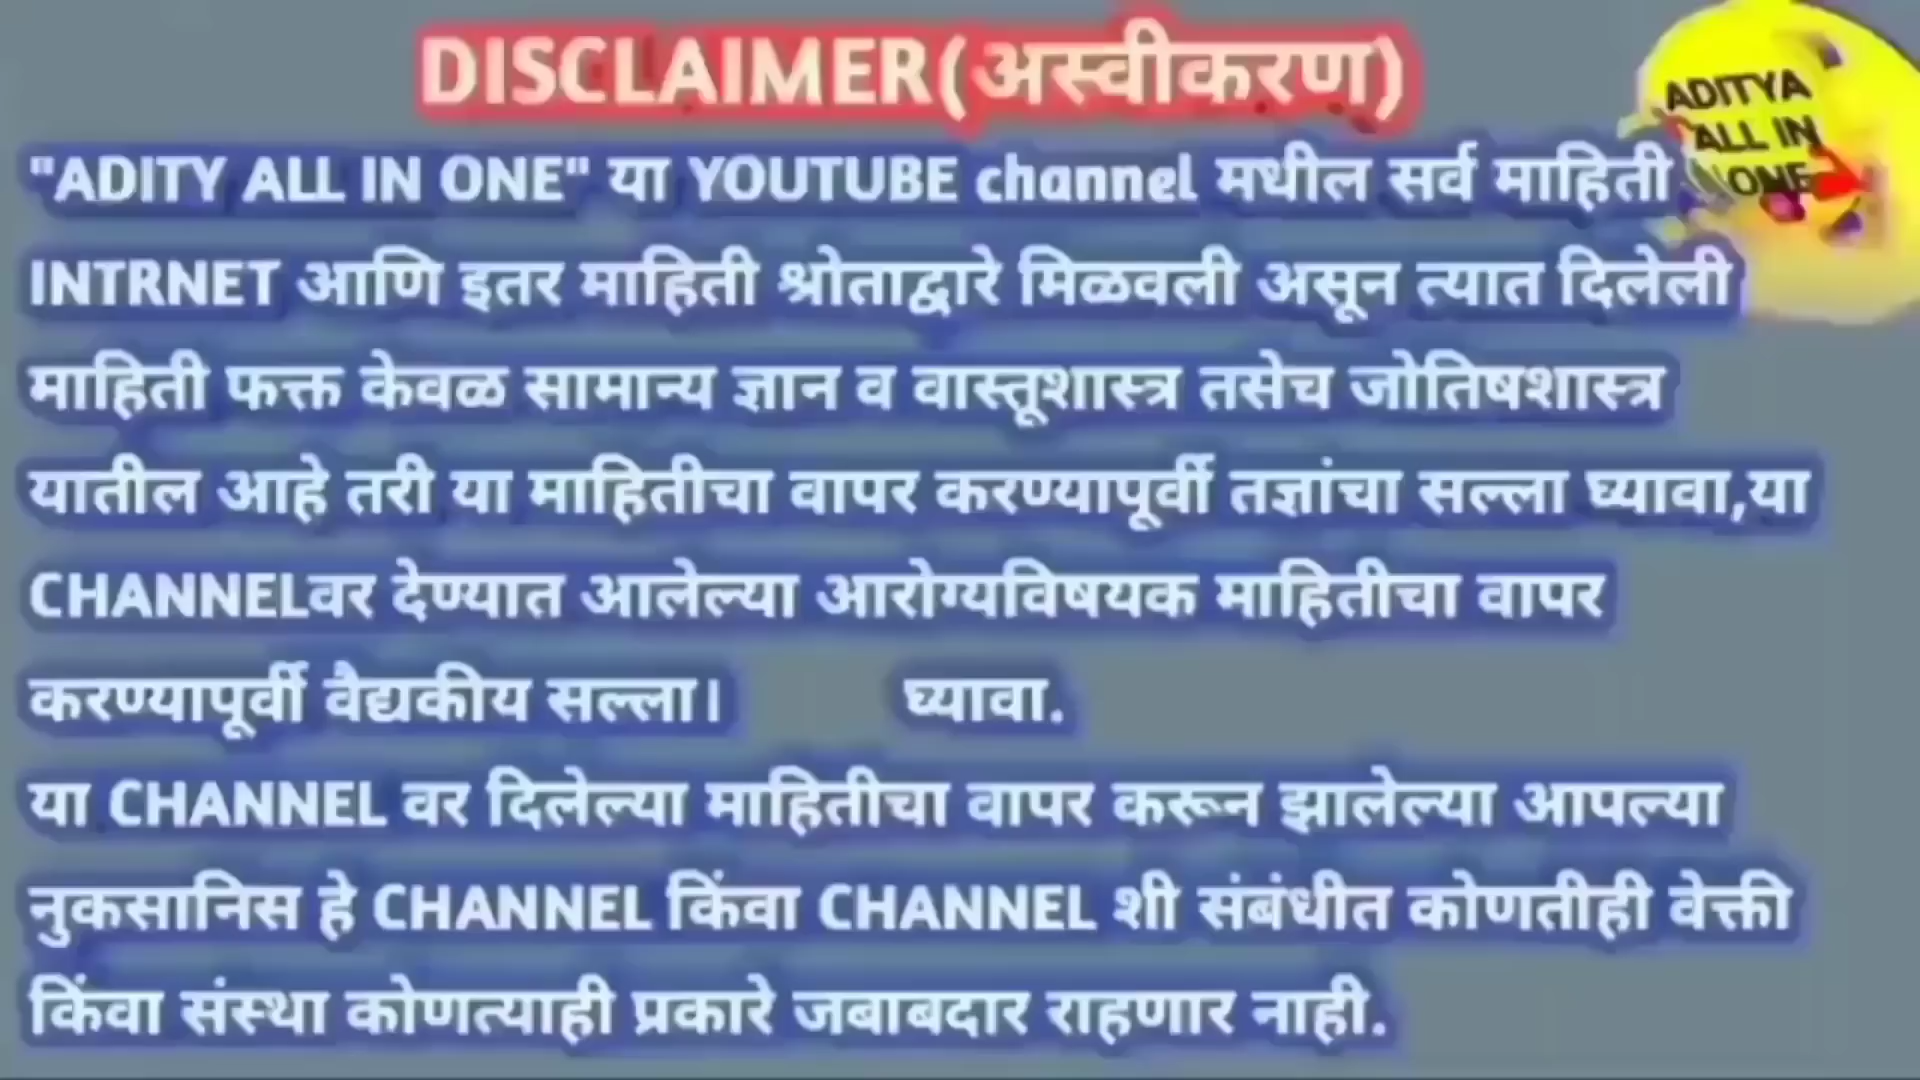 DISCLAIMER(अस्वीकरण)
ADITYA
ALL IN
ONE
"ADITY ALL IN ONE" या YOUTUBE channel मधील सर्व माहिती
INTRNET आणि इतर माहिती श्रोताद्वारे मिळवली असून त्यात दिलेली
माहिती फक्त केवळ सामान्य ज्ञान व वास्तूशास्त्र तसेच जोतिषशास्त्र
यातील आहे तरी या माहितीचा वापर करण्यापूर्वी तज्ञांचा सल्ला घ्यावा,या
CHANNELवर देण्यात आलेल्या आरोग्यविषयक माहितीचा वापर
करण्यापूर्वी वैद्यकीय सल्ला। घ्यावा.
या CHANNEL वर दिलेल्या माहितीचा वापर करून झालेल्या आपल्या
नुकसानिस हे CHANNEL किंवा CHANNEL शी संबंधीत कोणतीही वेक्ती
किंवा संस्था कोणत्याही प्रकारे जबाबदार राहणार नाही.